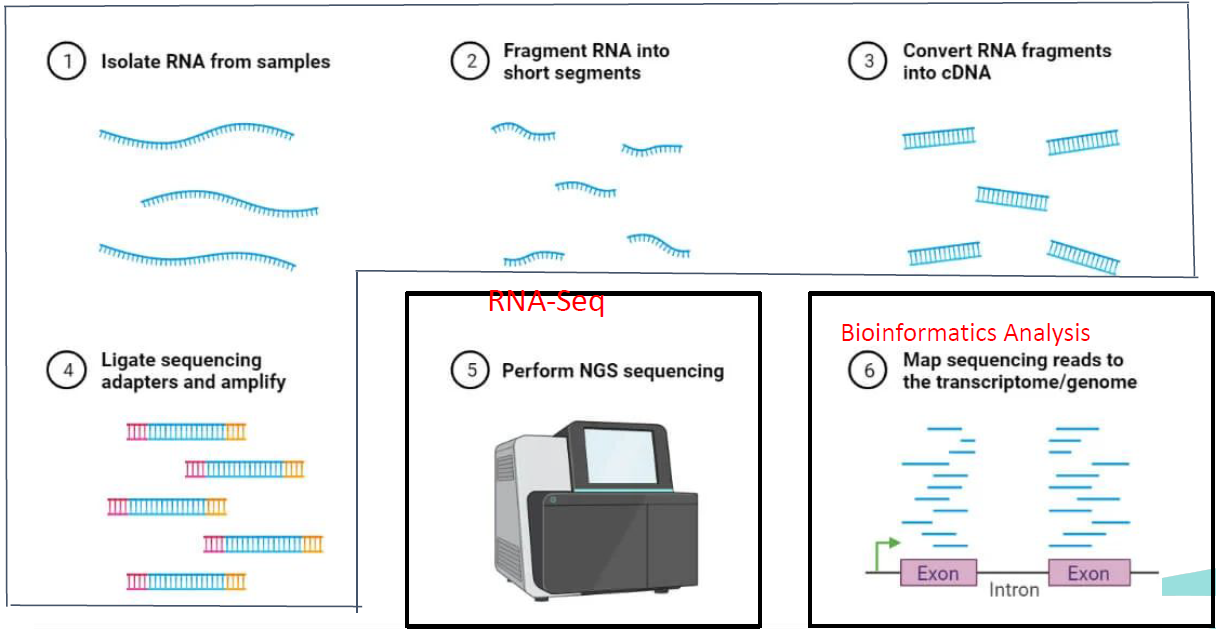 1 Isolate RNA from samples
2 Fragment RNA into
short segments
3 Convert RNA fragments
into cDNA
4 Ligate sequencing
adapters and amplify
RNA-Seq
5 Perform NGS sequencing
Bioinformatics Analysis
6 Map sequencing reads to
the transcriptome/genome
Exon
Intron
Exon